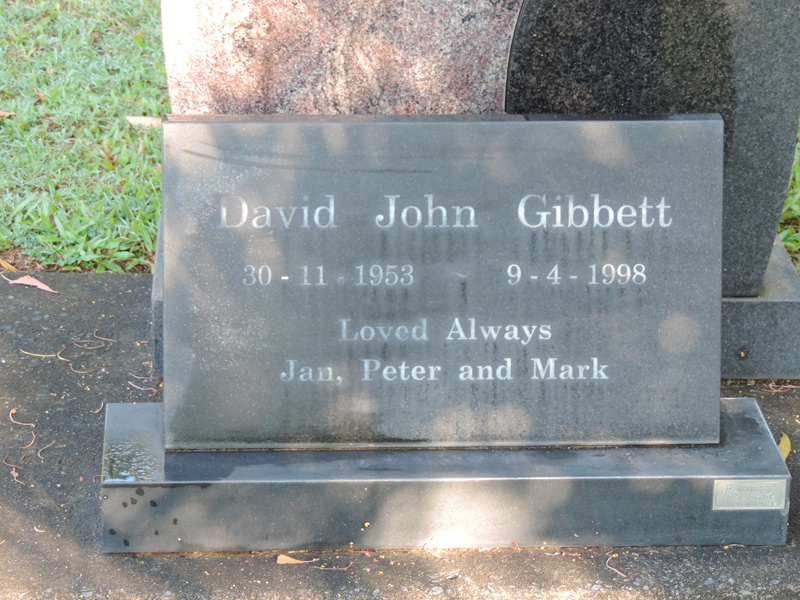 David John Gibbett
30 - 11 - 1953 ~ 9 - 4 - 1998
Loved Always
Jan, Peter and Mark